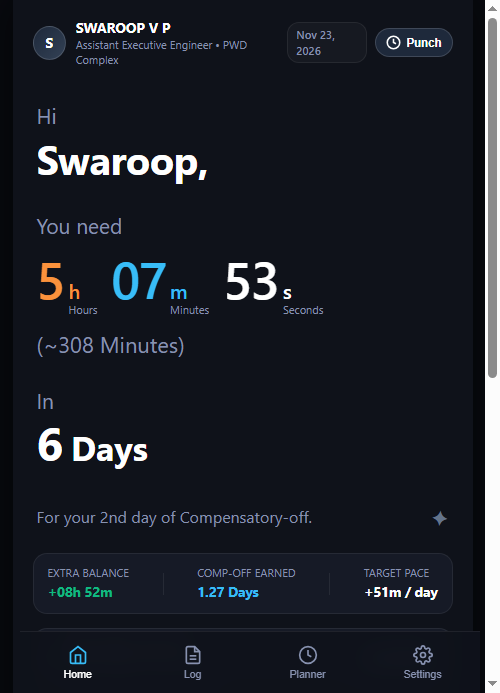 S
SWAROOP V P
Assistant Executive Engineer • PWD
Complex
Nov 23,
2026
Punch
Hi
Swaroop,
You need
5 h 07 m 53 s
Hours Minutes Seconds
(~308 Minutes)
In
6 Days
For your 2nd day of Compensatory-off.
EXTRA BALANCE COMP-OFF EARNED TARGET PACE
+08h 52m 1.27 Days +51m / day
Home Log Planner Settings